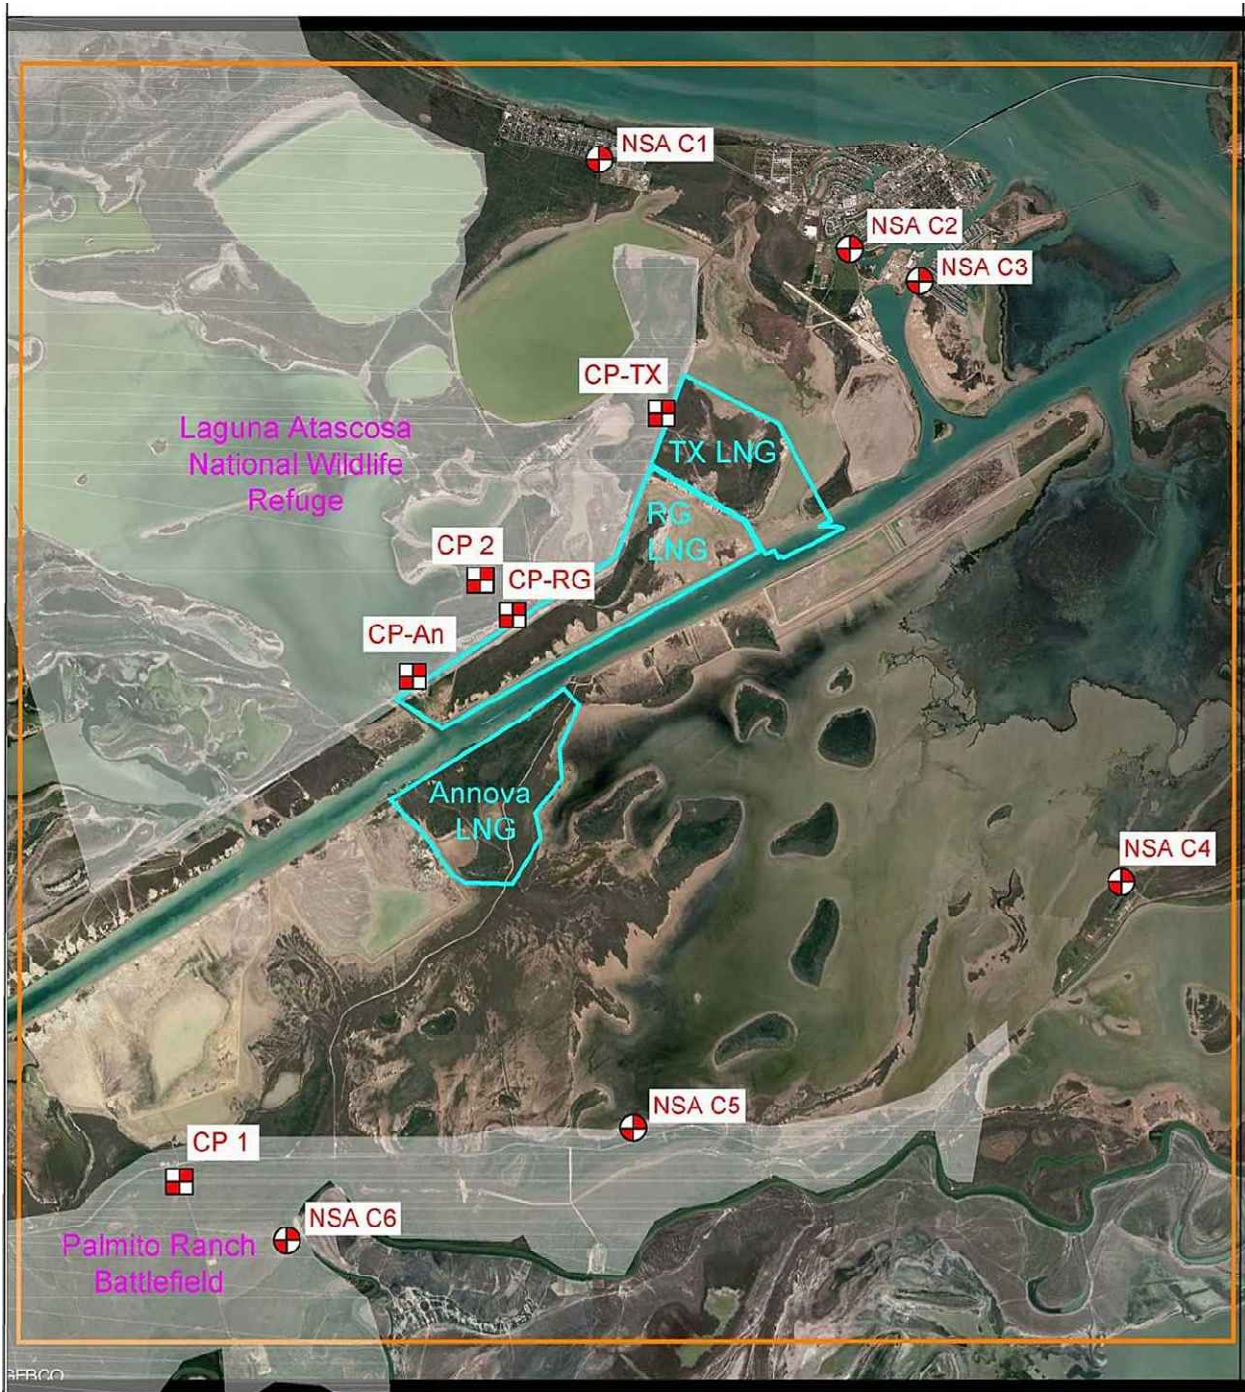 NSA C1
NSA C2
NSA C3
CP-TX
Laguna Atascosa
National Wildlife
Refuge
TX LNG
RG
LNG
CP 2
CP-RG
CP-An
Annova
LNG
NSA C4
NSA C5
CP 1
NSA C6
Palmito Ranch
Battlefield